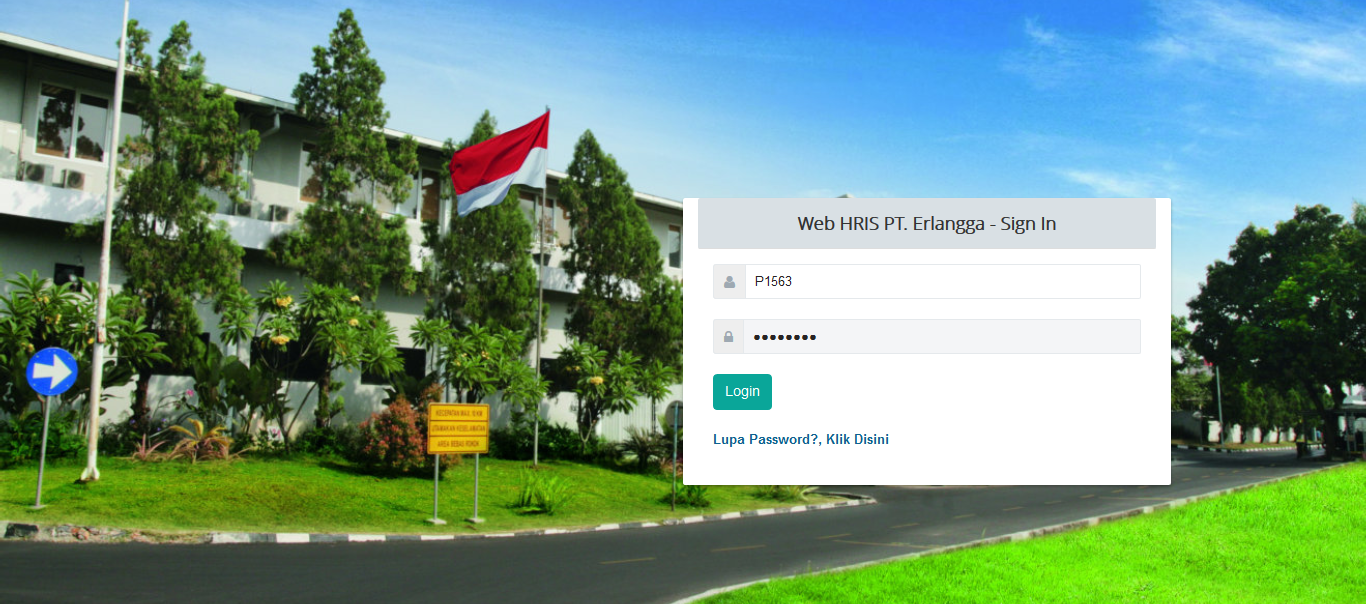 Web HRIS PT. Erlangga - Sign In
P1563
Login
Lupa Password?, Klik Disini
KECEPATAN MAX. 10 KM
UTAMAKAN KESELAMATAN
AREA BEBAS ROKOK